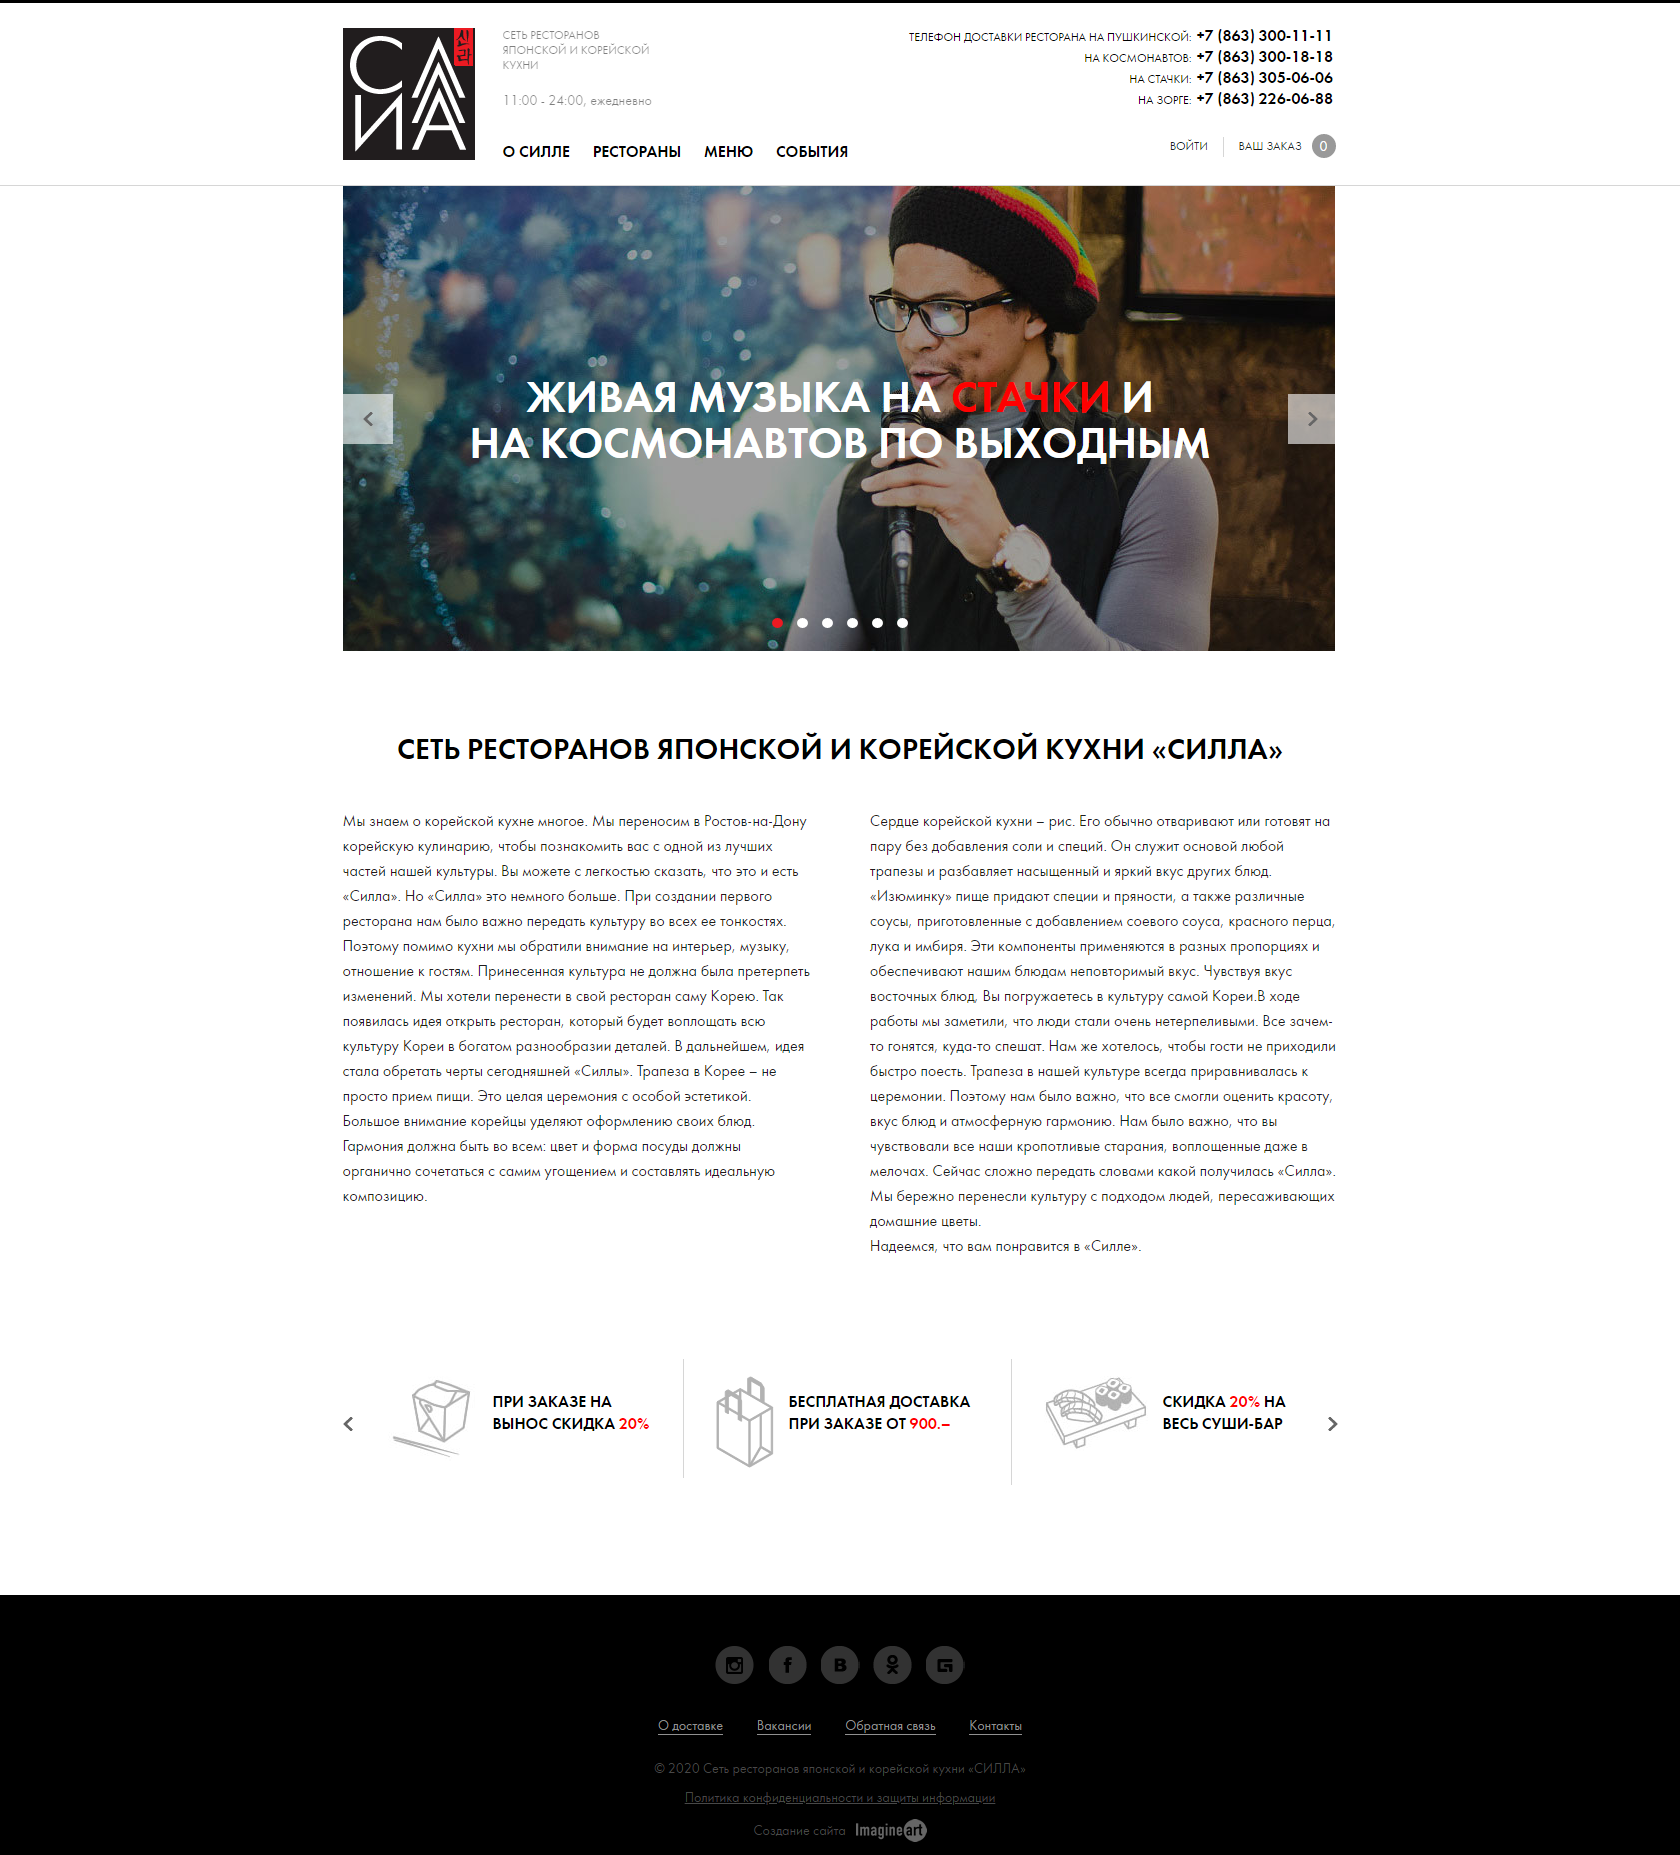 СИЛЛА
신라
СЕТЬ РЕСТОРАНОВ
ЯПОНСКОЙ И КОРЕЙСКОЙ
КУХНИ
11:00 - 24:00, ежедневно
ТЕЛЕФОН ДОСТАВКИ РЕСТОРАНА НА ПУШКИНСКОЙ: +7 (863) 300-11-11
НА КОСМОНАВТОВ: +7 (863) 300-18-18
НА СТАЧКИ: +7 (863) 305-06-06
НА ЗОРГЕ: +7 (863) 226-06-88
О СИЛЛЕ РЕСТОРАНЫ МЕНЮ СОБЫТИЯ
ВОЙТИ ВАШ ЗАКАЗ 0
ЖИВАЯ МУЗЫКА НА СТАЧКИ И
НА КОСМОНАВТОВ ПО ВЫХОДНЫМ
СЕТЬ РЕСТОРАНОВ ЯПОНСКОЙ И КОРЕЙСКОЙ КУХНИ «СИЛЛА»
Мы знаем о корейской кухне многое. Мы переносим в Ростов-на-Дону
корейскую кулинарию, чтобы познакомить вас с одной из лучших
частей нашей культуры. Вы можете с легкостью сказать, что это и есть
«Силла». Но «Силла» это немного больше. При создании первого
ресторана нам было важно передать культуру во всех ее тонкостях.
Поэтому помимо кухни мы обратили внимание на интерьер, музыку,
отношение к гостям. Принесенная культура не должна была претерпеть
изменений. Мы хотели перенести в свой ресторан саму Корею. Так
появилась идея открыть ресторан, который будет воплощать всю
культуру Кореи в богатом разнообразии деталей. В дальнейшем, идея
стала обретать черты сегодняшней «Силлы». Трапеза в Корее – не
просто прием пищи. Это целая церемония с особой эстетикой.
Большое внимание корейцы уделяют оформлению своих блюд.
Гармония должна быть во всем: цвет и форма посуды должны
органично сочетаться с самим угощением и составлять идеальную
композицию.
Сердце корейской кухни – рис. Его обычно отваривают или готовят на
пару без добавления соли и специй. Он служит основой любой
трапезы и разбавляет насыщенный и яркий вкус других блюд.
«Изюминку» пище придают специи и пряности, а также различные
соусы, приготовленные с добавлением соевого соуса, красного перца,
лука и имбиря. Эти компоненты применяются в разных пропорциях и
обеспечивают нашим блюдам неповторимый вкус. Чувствуя вкус
восточных блюд, Вы погружаетесь в культуру самой Кореи.В ходе
работы мы заметили, что люди стали очень нетерпеливыми. Все зачем-
то гонятся, куда-то спешат. Нам же хотелось, чтобы гости не приходили
быстро поесть. Трапеза в нашей культуре всегда приравнивалась к
церемонии. Поэтому нам было важно, что все смогли оценить красоту,
вкус блюд и атмосферную гармонию. Нам было важно, что вы
чувствовали все наши кропотливые старания, воплощенные даже в
мелочах. Сейчас сложно передать словами какой получилась «Силла».
Мы бережно перенесли культуру с подходом людей, пересаживающих
домашние цветы.
Надеемся, что вам понравится в «Силле».
ПРИ ЗАКАЗЕ НА
ВЫНОС СКИДКА 20%
БЕСПЛАТНАЯ ДОСТАВКА
ПРИ ЗАКАЗЕ ОТ 900.–
СКИДКА 20% НА
ВЕСЬ СУШИ-БАР
О доставке Вакансии Обратная связь Контакты
© 2020 Сеть ресторанов японской и корейской кухни «СИЛЛА»
Политика конфиденциальности и защиты информации
Создание сайта Imagineart